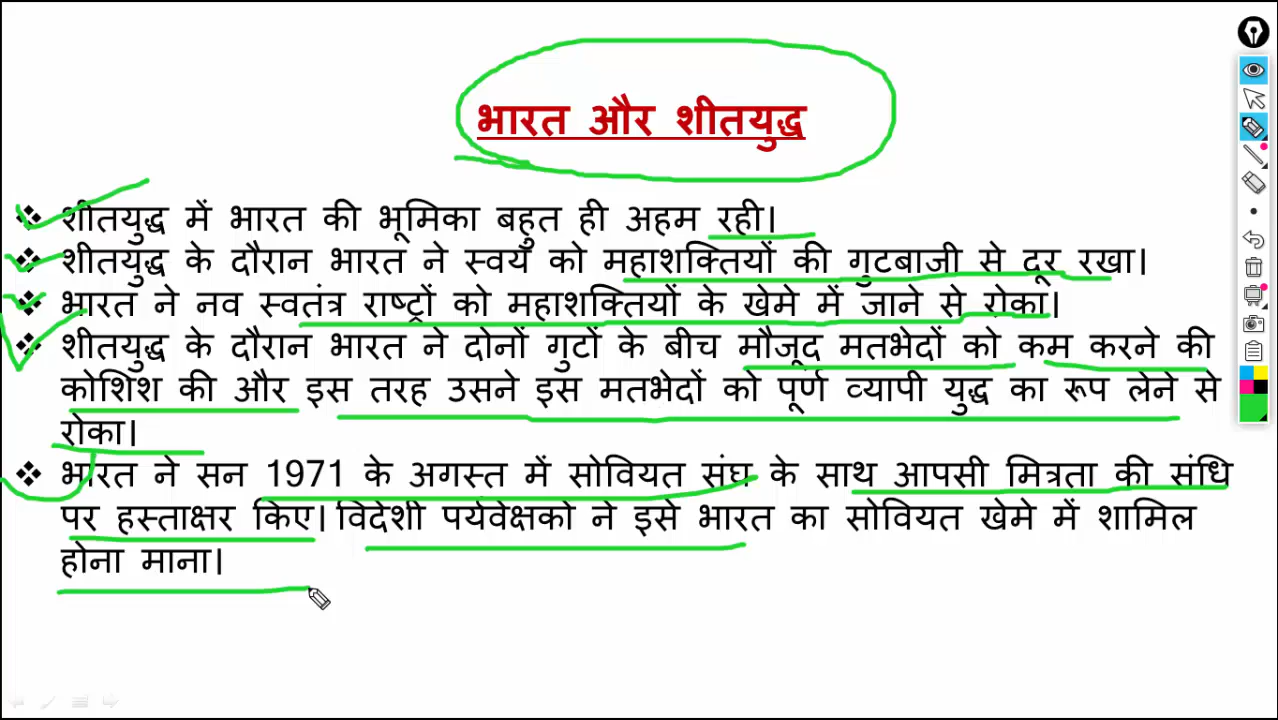 भारत और शीतयुद्ध
❖ शीतयुद्ध में भारत की भूमिका बहुत ही अहम रही।
❖ शीतयुद्ध के दौरान भारत ने स्वयं को महाशक्तियों की गुटबाजी से दूर रखा।
❖ भारत ने नव स्वतंत्र राष्ट्रों को महाशक्तियों के खेमे में जाने से रोका।
❖ शीतयुद्ध के दौरान भारत ने दोनों गुटों के बीच मौजूद मतभेदों को कम करने की
कोशिश की और इस तरह उसने इस मतभेदों को पूर्ण व्यापी युद्ध का रूप लेने से
रोका।
❖ भारत ने सन 1971 के अगस्त में सोवियत संघ के साथ आपसी मित्रता की संधि
पर हस्ताक्षर किए। विदेशी पर्यवेक्षको ने इसे भारत का सोवियत खेमे में शामिल
होना माना।